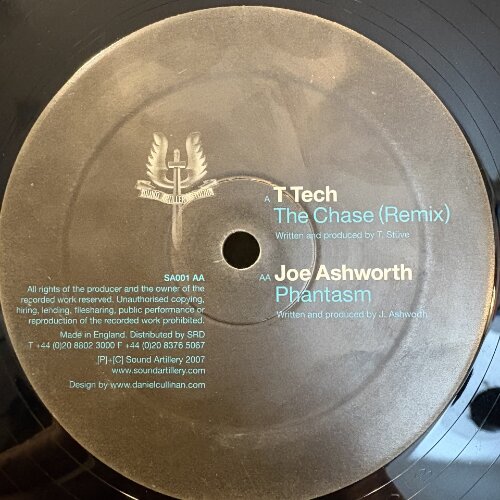 SOUND ARTILLERY
A T Tech
The Chase (Remix)
Written and produced by T. Stüve
AA Joe Ashworth
Phantasm
Written and produced by J. Ashworth
SA001 AA
All rights of the producer and the owner of the
recorded work reserved. Unauthorised copying,
hiring, lending, filesharing, public performance or
reproduction of the recorded work prohibited.
Made in England. Distributed by SRD
T +44 (0)20 8802 3000 F +44 (0)20 8376 5067
[P]+[C] Sound Artillery 2007
www.soundartillery.com
Design by www.danielcullinan.com